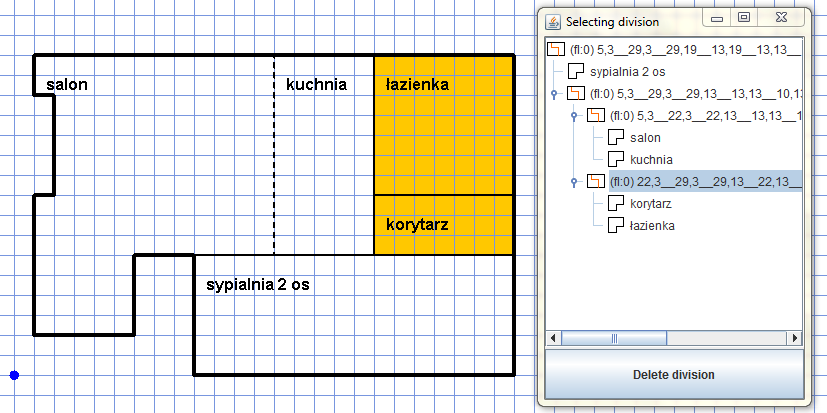 salon
kuchnia
łazienka
korytarz
sypialnia 2 os
Selecting division
(fl:0) 5,3__29,3__29,19__13,19__13,13__
sypialnia 2 os
(fl:0) 5,3__29,3__29,13__13,13__10,13
(fl:0) 5,3__22,3__22,13__13,13__1
salon
kuchnia
(fl:0) 22,3__29,3__29,13__22,13__
korytarz
łazienka
Delete division